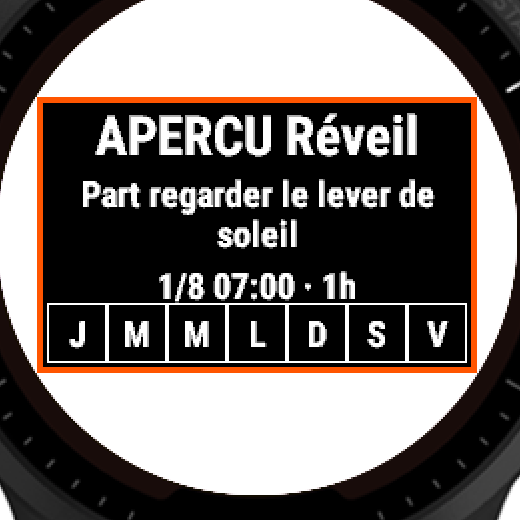 APERCU Réveil
Part regarder le lever de
soleil
1/8 07:00 · 1h
J M M L D S V